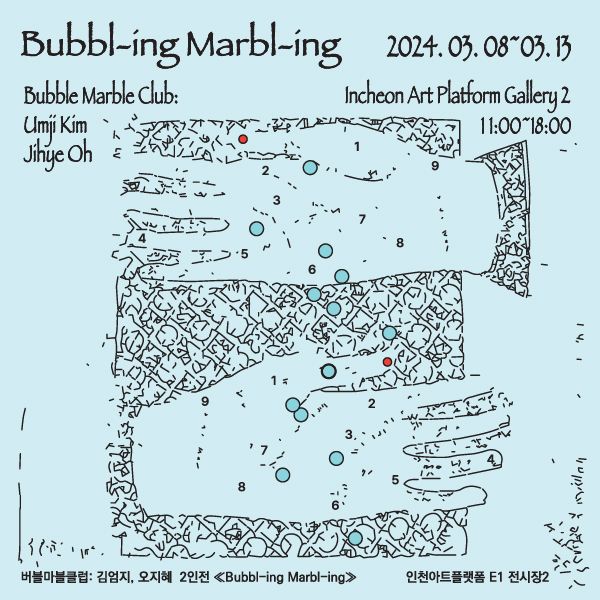 Bubbl-ing Marbl-ing
2024. 03. 08~03. 13
Bubble Marble Club:
Incheon Art Platform Gallery 2
Umji Kim
11:00~18:00
Jihye Oh
1
9
2
3
7
4
8
5
6
1
9
2
3
7
4
5
8
6
버블마블클럽: 김엄지, 오지혜 2인전 ≪Bubbl-ing Marbl-ing≫
인천아트플랫폼 E1 전시장2